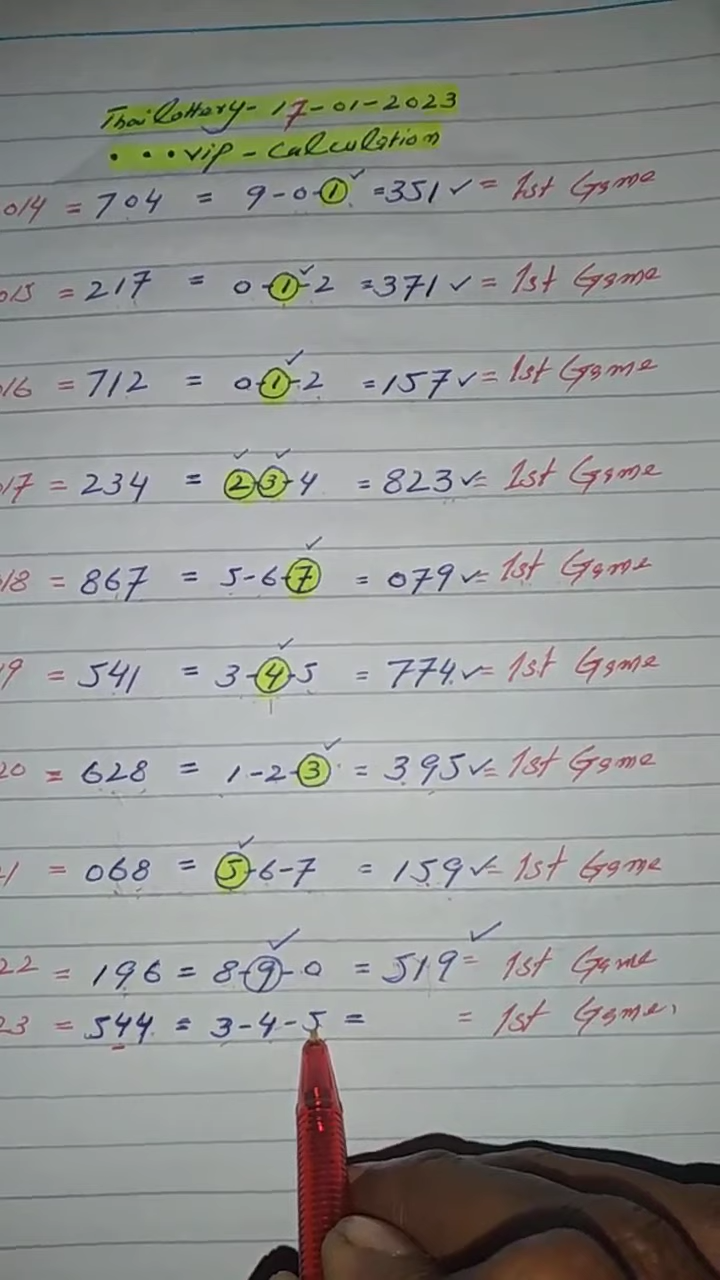 Thai Lottery- 17-01-2023
• ••• vip - calculation
014 = 704 = 9-0-1 ✓ = 351 ✓ = 1st Game
015 = 217 = 0-1-2 ✓ = 371 ✓ = 1st Game
016 = 712 = 0-1-2 ✓ = 157 ✓ = 1st Game
017 = 234 = 2-3-4 ✓ ✓ = 823 ✓ = 1st Game
018 = 867 = 5-6-7 ✓ = 079 ✓ = 1st Game
19 = 541 = 3-4-5 ✓ = 774 ✓ = 1st Game
20 = 628 = 1-2-3 ✓ = 395 ✓ = 1st Game
21 = 068 = 5-6-7 ✓ = 159 ✓ = 1st Game
22 = 196 = 8-9-0 ✓ = 519 ✓ = 1st Game
23 = 544 = 3-4-5 = = 1st Game.